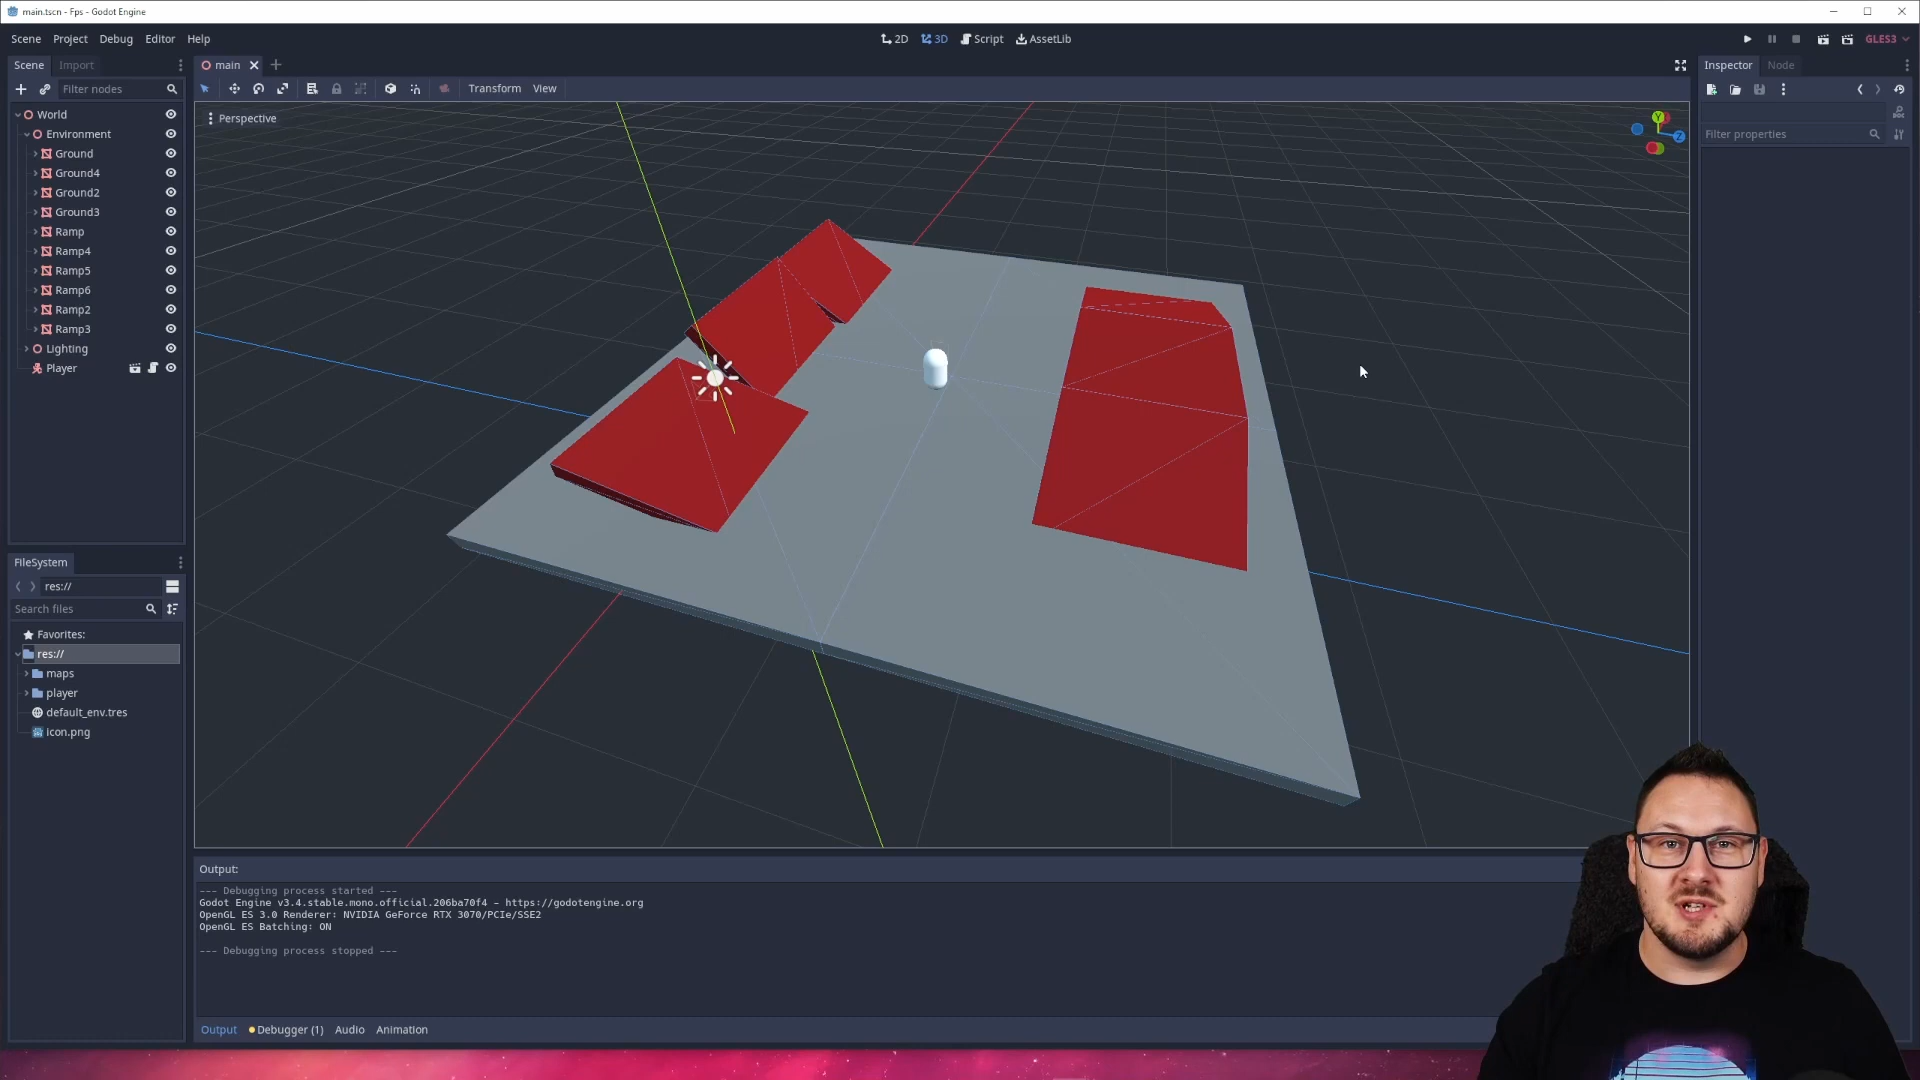 main.tscn - Fps - Godot Engine
Scene Project Debug Editor Help
2D 3D Script AssetLib
GLES3
Scene Import
main
Inspector Node
Filter nodes
Transform View
Perspective
Filter properties
World
Environment
Ground
Ground4
Ground2
Ground3
Ramp
Ramp4
Ramp5
Ramp6
Ramp2
Ramp3
Lighting
Player
Y
Z
FileSystem
res://
Search files
Favorites:
res://
maps
player
default_env.tres
icon.png
Output:
--- Debugging process started ---
Godot Engine v3.4.stable.mono.official.206ba70f4 - https://godotengine.org
OpenGL ES 3.0 Renderer: NVIDIA GeForce RTX 3070/PCIe/SSE2
OpenGL ES Batching: ON
--- Debugging process stopped ---
Output Debugger (1) Audio Animation